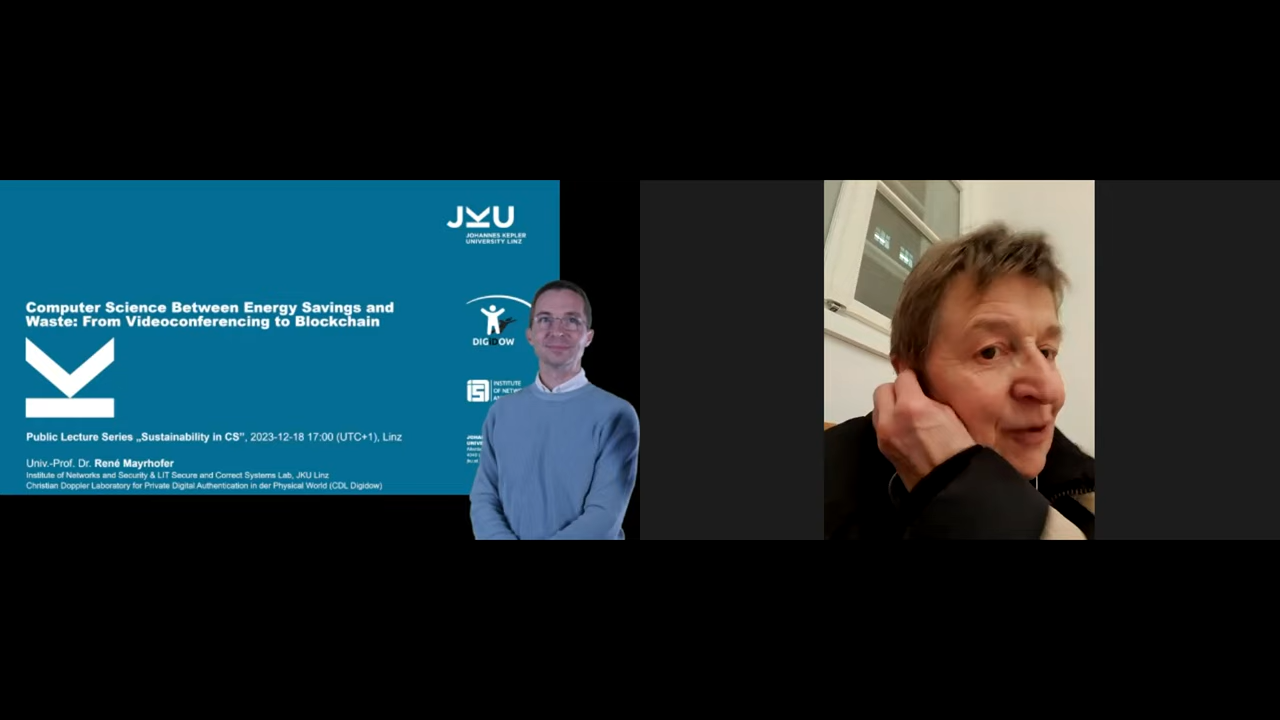 JKU
JOHANNES KEPLER
UNIVERSITY LINZ
Computer Science Between Energy Savings and
Waste: From Videoconferencing to Blockchain
DIGIDOW
INSTITUTE
OF NETW
Public Lecture Series „Sustainability in CS”, 2023-12-18 17:00 (UTC+1), Linz
Univ.-Prof. Dr. René Mayrhofer
Institute of Networks and Security & LIT Secure and Correct Systems Lab, JKU Linz
Christian Doppler Laboratory for Private Digital Authentication in der Physical World (CDL Digidow)